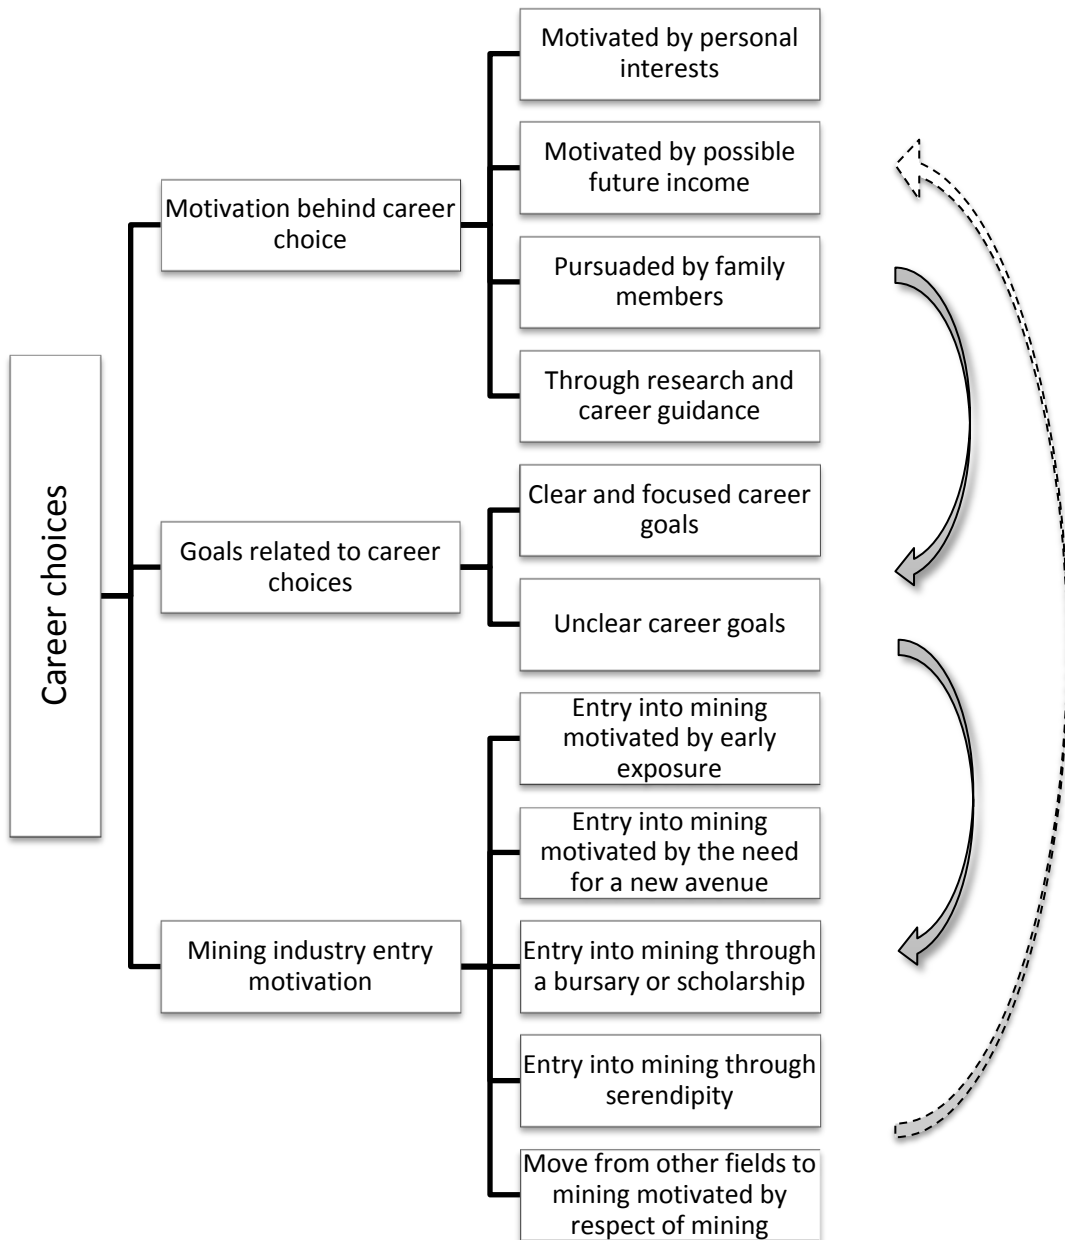 Career choices
Motivation behind career
choice
Motivated by personal
interests
Motivated by possible
future income
Pursuaded by family
members
Through research and
career guidance
Goals related to career
choices
Clear and focused career
goals
Unclear career goals
Mining industry entry
motivation
Entry into mining
motivated by early
exposure
Entry into mining
motivated by the need
for a new avenue
Entry into mining through
a bursary or scholarship
Entry into mining through
serendipity
Move from other fields to
mining motivated by
respect of mining